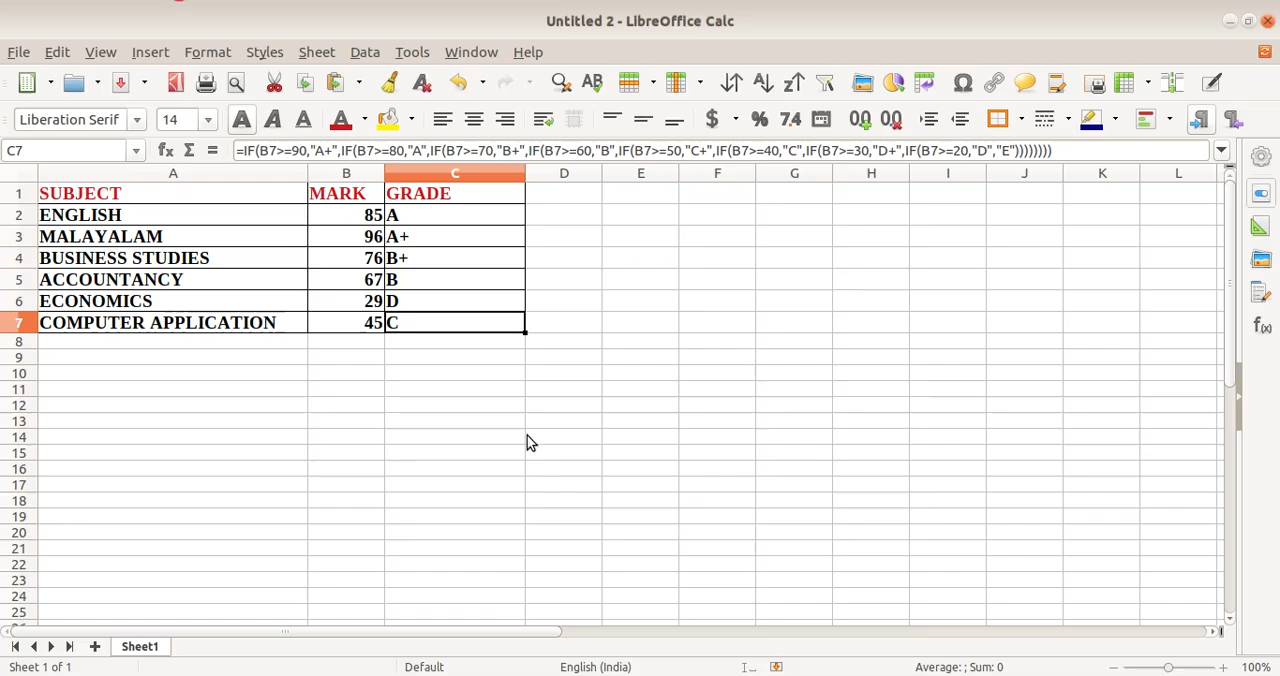 Untitled 2 - LibreOffice Calc
File Edit View Insert Format Styles Sheet Data Tools Window Help
Liberation Serif 14
C7 =IF(B7>=90,"A+",IF(B7>=80,"A",IF(B7>=70,"B+",IF(B7>=60,"B",IF(B7>=50,"C+",IF(B7>=40,"C",IF(B7>=30,"D+",IF(B7>=20,"D","E"))))))))
A B C D E F G H I J K L
1 SUBJECT MARK GRADE
2 ENGLISH 85 A
3 MALAYALAM 96 A+
4 BUSINESS STUDIES 76 B+
5 ACCOUNTANCY 67 B
6 ECONOMICS 29 D
7 COMPUTER APPLICATION 45 C
8
9
10
11
12
13
14
15
16
17
18
19
20
21
22
23
24
25
Sheet1
Sheet 1 of 1 Default English (India) Average: ; Sum: 0 100%